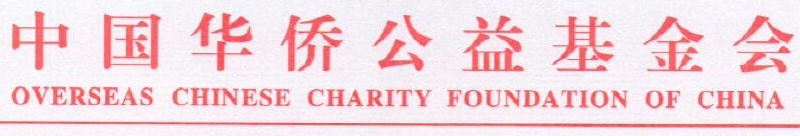 中国华侨公益基金会
OVERSEAS CHINESE CHARITY FOUNDATION OF CHINA